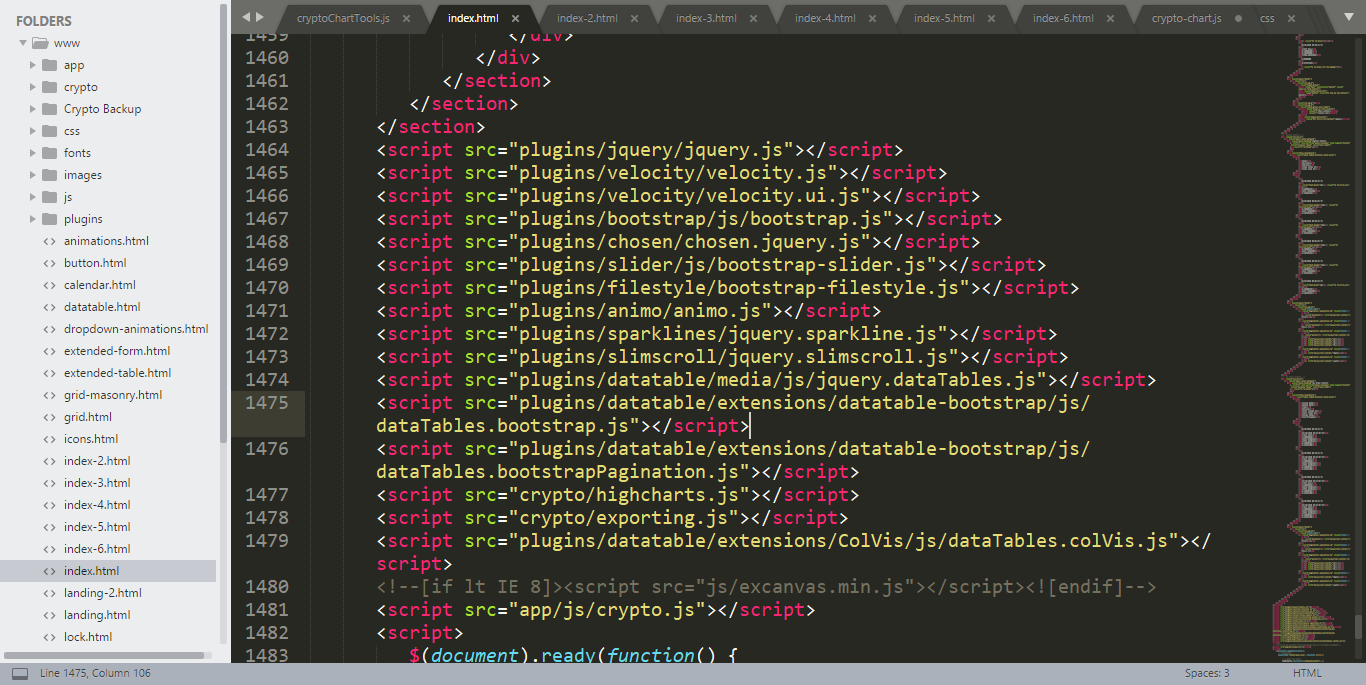 FOLDERS
www
app
crypto
Crypto Backup
css
fonts
images
js
plugins
animations.html
button.html
calendar.html
datatable.html
dropdown-animations.html
extended-form.html
extended-table.html
grid-masonry.html
grid.html
icons.html
index-2.html
index-3.html
index-4.html
index-5.html
index-6.html
index.html
landing-2.html
landing.html
lock.html
cryptoChartTools.js × index.html × index-2.html × index-3.html × index-4.html × index-5.html × index-6.html × crypto-chart.js css ×
1459 </div>
1460 </div>
1461 </section>
1462 </section>
1463 </section>
1464 <script src="plugins/jquery/jquery.js"></script>
1465 <script src="plugins/velocity/velocity.js"></script>
1466 <script src="plugins/velocity/velocity.ui.js"></script>
1467 <script src="plugins/bootstrap/js/bootstrap.js"></script>
1468 <script src="plugins/chosen/chosen.jquery.js"></script>
1469 <script src="plugins/slider/js/bootstrap-slider.js"></script>
1470 <script src="plugins/filestyle/bootstrap-filestyle.js"></script>
1471 <script src="plugins/animo/animo.js"></script>
1472 <script src="plugins/sparklines/jquery.sparkline.js"></script>
1473 <script src="plugins/slimscroll/jquery.slimscroll.js"></script>
1474 <script src="plugins/datatable/media/js/jquery.dataTables.js"></script>
1475 <script src="plugins/datatable/extensions/datatable-bootstrap/js/
dataTables.bootstrap.js"></script>
1476 <script src="plugins/datatable/extensions/datatable-bootstrap/js/
dataTables.bootstrapPagination.js"></script>
1477 <script src="crypto/highcharts.js"></script>
1478 <script src="crypto/exporting.js"></script>
1479 <script src="plugins/datatable/extensions/ColVis/js/dataTables.colVis.js"></
script>
1480 <!--[if lt IE 8]><script src="js/excanvas.min.js"></script><![endif]-->
1481 <script src="app/js/crypto.js"></script>
1482 <script>
1483 $(document).ready(function() {
Line 1475, Column 106 Spaces: 3 HTML